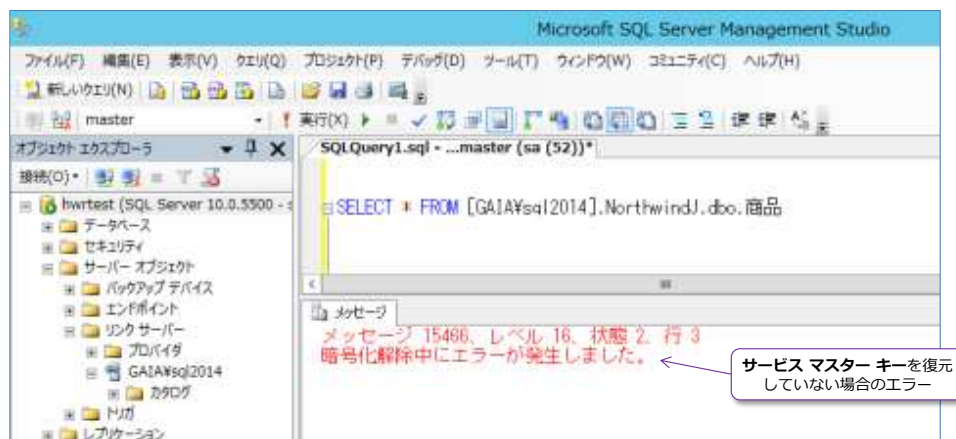 Microsoft SQL Server Management Studio
ファイル(F) 編集(E) 表示(V) クエリ(Q) プロジェクト(P) デバッグ(D) ツール(T) ウィンドウ(W) コミュニティ(C) ヘルプ(H)
新しいクエリ(N)
master
実行(X)
オブジェクト エクスプローラ
SQLQuery1.sql - ...master (sa (52))*
接続(O)
hwrtest (SQL Server 10.0.5500 - s
データベース
セキュリティ
サーバー オブジェクト
バックアップ デバイス
エンドポイント
リンク サーバー
プロバイダ
GAIA¥sql2014
カタログ
トリガ
レプリケーション
SELECT * FROM [GAIA¥sql2014].NorthwindJ.dbo.商品
メッセージ
メッセージ 15466、レベル 16、状態 2、行 3
暗号化解除中にエラーが発生しました。
サービス マスター キーを復元
していない場合のエラー